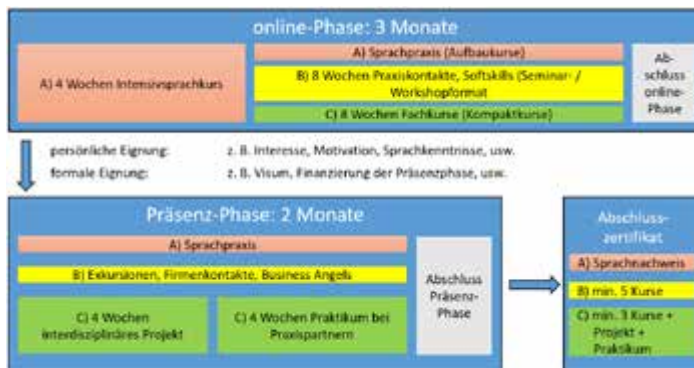 online-Phase: 3 Monate
A) 4 Wochen Intensivsprachkurs
A) Sprachpraxis (Aufbaukurse)
B) 8 Wochen Praxiskontakte, Softskills (Seminar- /
Workshopformat
C) 8 Wochen Fachkurse (Kompaktkurse)
Ab-
schluss
online-
Phase
persönliche Eignung: z. B. Interesse, Motivation, Sprachkenntnisse, usw.
formale Eignung: z. B. Visum, Finanzierung der Präsenzphase, usw.
Präsenz-Phase: 2 Monate
A) Sprachpraxis
B) Exkursionen, Firmenkontakte, Business Angels
C) 4 Wochen
interdisziplinäres Projekt
C) 4 Wochen Praktikum bei
Praxispartnern
Abschluss
Präsenz-
Phase
Abschluss-
zertifikat
A) Sprachnachweis
B) min. 5 Kurse
C) min. 3 Kurse +
Projekt +
Praktikum